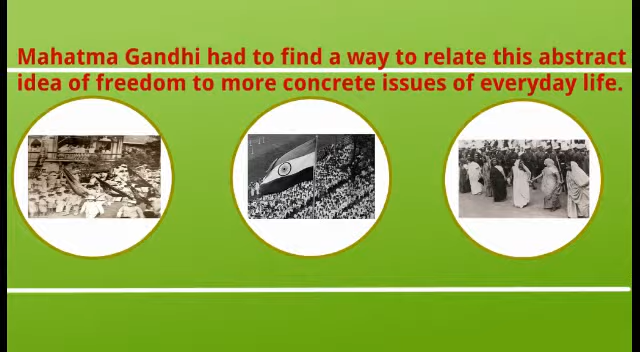 Mahatma Gandhi had to find a way to relate this abstract
idea of freedom to more concrete issues of everyday life.